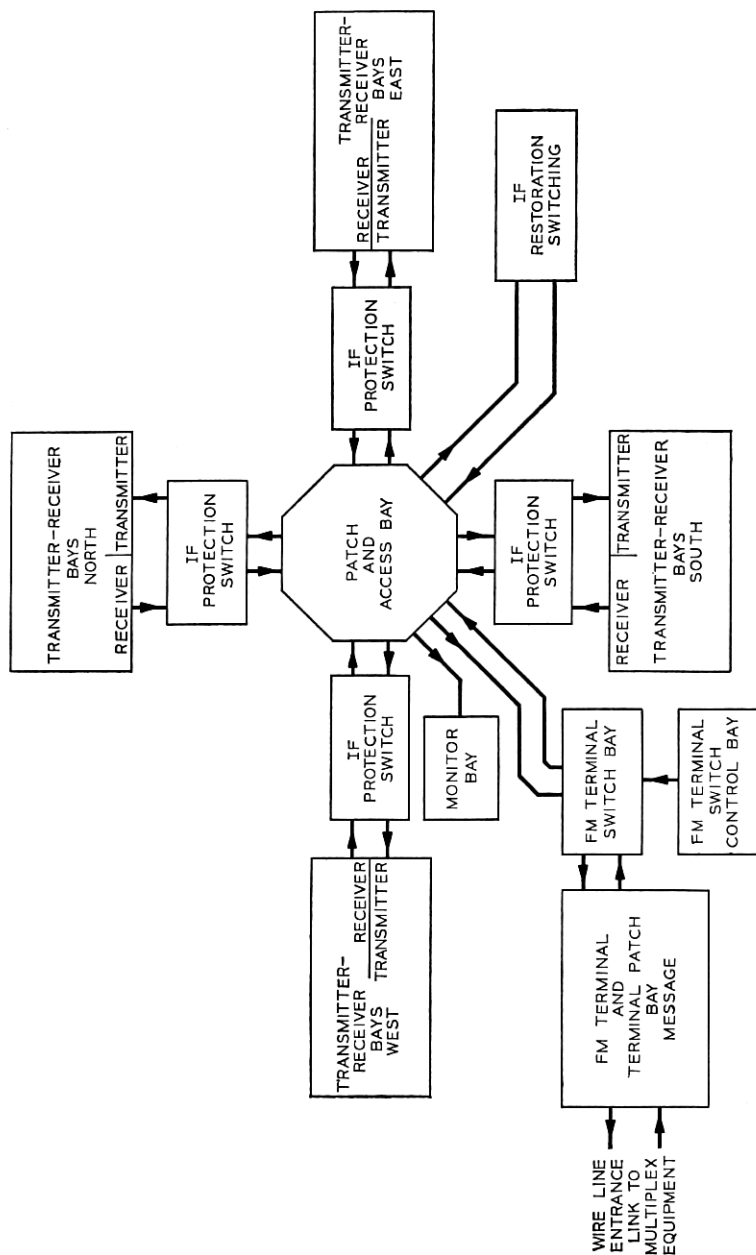 TRANSMITTER-RECEIVER
BAYS
NORTH
RECEIVER
TRANSMITTER
IF
PROTECTION
SWITCH
TRANSMITTER-
RECEIVER
BAYS
WEST
RECEIVER
TRANSMITTER
IF
PROTECTION
SWITCH
PATCH
AND
ACCESS BAY
IF
PROTECTION
SWITCH
TRANSMITTER-
RECEIVER
BAYS
EAST
RECEIVER
TRANSMITTER
MONITOR
BAY
IF
PROTECTION
SWITCH
RECEIVER
TRANSMITTER
TRANSMITTER-RECEIVER
BAYS
SOUTH
IF
RESTORATION
SWITCHING
WIRE LINE
ENTRANCE
LINK TO
MULTIPLEX
EQUIPMENT
FM TERMINAL
AND
TERMINAL PATCH
BAY
MESSAGE
FM TERMINAL
SWITCH BAY
FM TERMINAL
SWITCH
CONTROL BAY